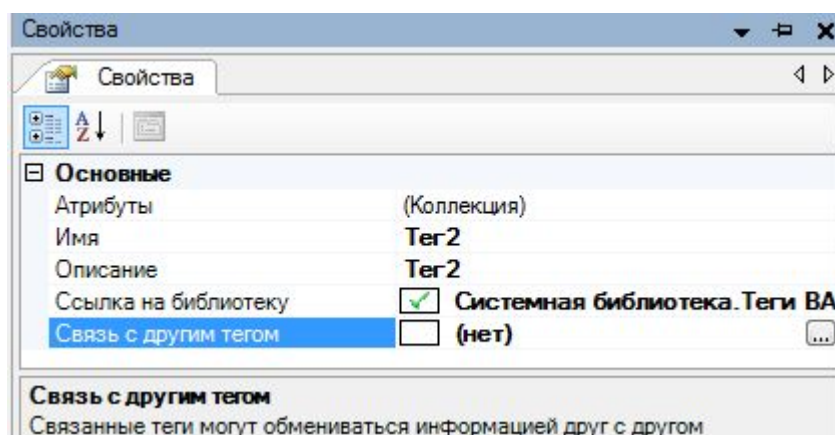 Свойства
Свойства
Основные
Атрибуты (Коллекция)
Имя Тег2
Описание Тег2
Ссылка на библиотеку Системная библиотека.Теги ВА
Связь с другим тегом (нет) ...
Связь с другим тегом
Связанные теги могут обмениваться информацией друг с другом